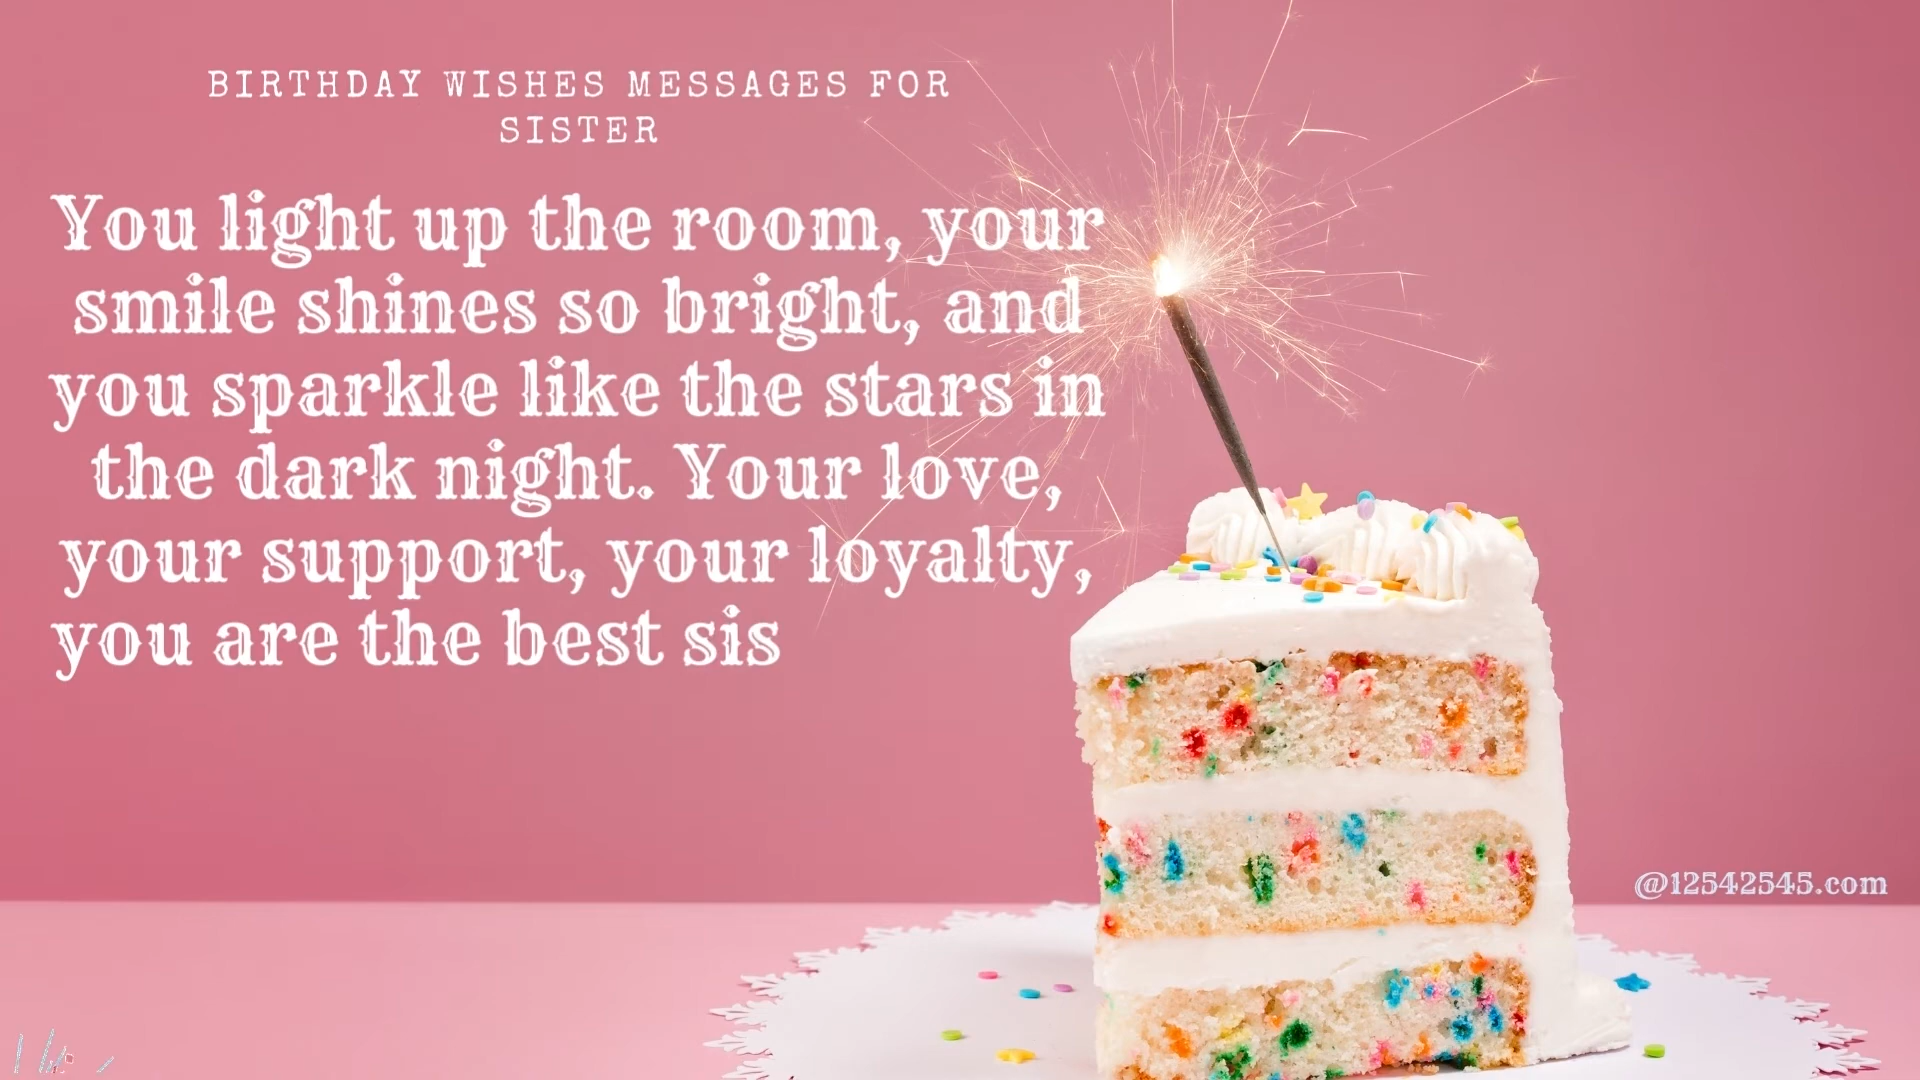 BIRTHDAY WISHES MESSAGES FOR
SISTER
You light up the room, your
smile shines so bright, and
you sparkle like the stars in
the dark night. Your love,
your support, your loyalty,
you are the best sis
@12542545.com